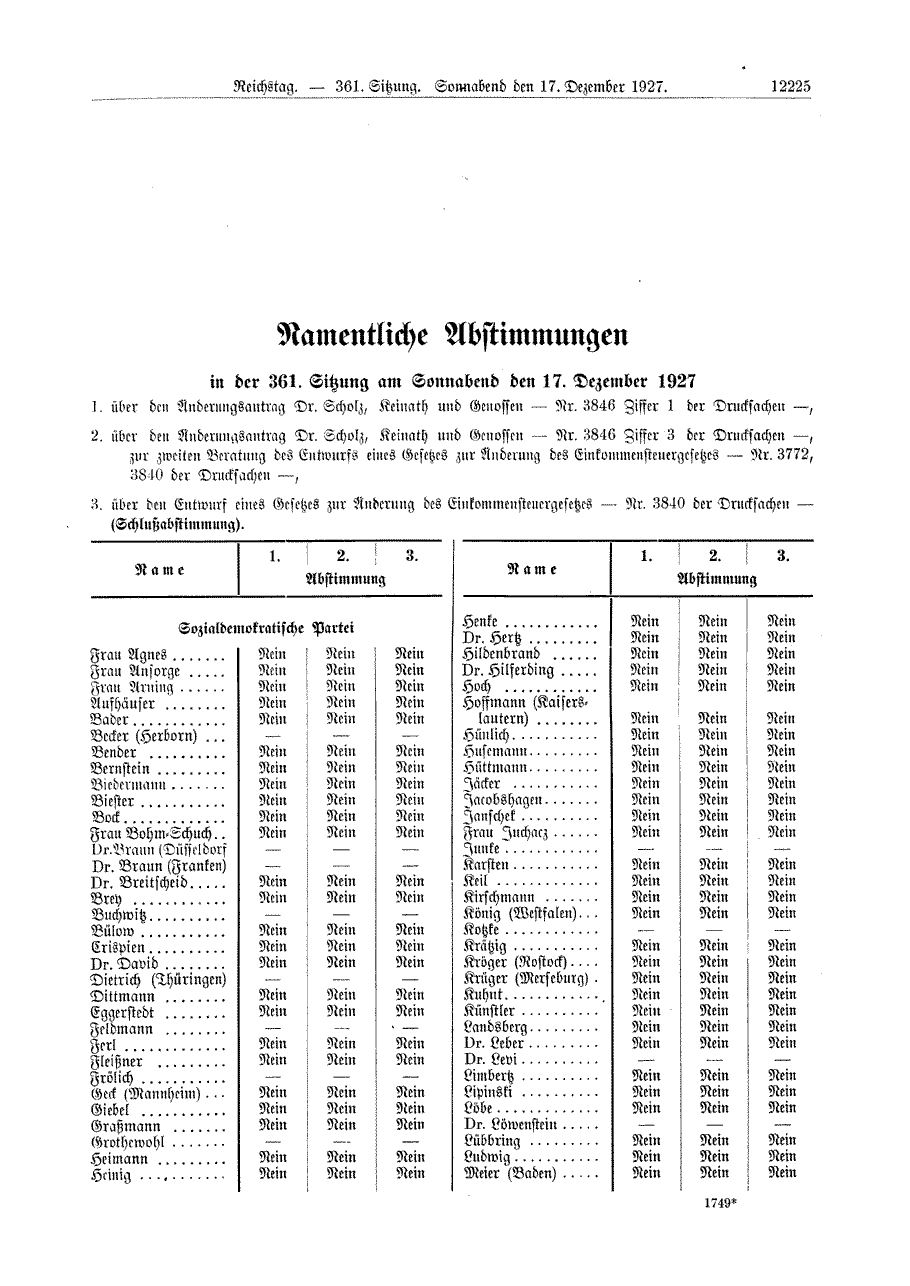 Reichstag. — 361. Sitzung. Sonnabend den 17. Dezember 1927. 12225
Namentliche Abstimmungen
in der 361. Sitzung am Sonnabend den 17. Dezember 1927
1. über den Änderungsantrag Dr. Scholz, Keinath und Genossen — Nr. 3846 Ziffer 1 der Drucksachen —,
2. über den Änderungsantrag Dr. Scholz, Keinath und Genossen — Nr. 3846 Ziffer 3 der Drucksachen —,
zur zweiten Beratung des Entwurfs eines Gesetzes zur Änderung des Einkommensteuergesetzes — Nr. 3772,
3840 der Drucksachen —,
3. über den Entwurf eines Gesetzes zur Änderung des Einkommensteuergesetzes — Nr. 3840 der Drucksachen —
(Schlußabstimmung).
Name 1. 2. 3.
Abstimmung
Sozialdemokratische Partei
Frau Agnes ....... Nein Nein Nein
Frau Ansorge ..... Nein Nein Nein
Frau Arning ...... Nein Nein Nein
Aufhäuser ........ Nein Nein Nein
Bader ............ Nein Nein Nein
Becker (Herborn) ... — — —
Bender .......... Nein Nein Nein
Bernstein ......... Nein Nein Nein
Biedermann ....... Nein Nein Nein
Biester ........... Nein Nein Nein
Bock ............. Nein Nein Nein
Frau Bohm-Schuch .. Nein Nein Nein
Dr. Braun (Düsseldorf — — —
Dr. Braun (Franken) — — —
Dr. Breitscheid ..... Nein Nein Nein
Brey ............ Nein Nein Nein
Buchwitz .......... — — —
Bülow ........... Nein Nein Nein
Crispien .......... Nein Nein Nein
Dr. David ........ Nein Nein Nein
Dietrich (Thüringen) — — —
Dittmann ........ Nein Nein Nein
Eggerstedt ........ Nein Nein Nein
Feldmann ........ — — —
Ferl ............. Nein Nein Nein
Fleißner ......... Nein Nein Nein
Frölich ........... — — —
Geck (Mannheim) ... Nein Nein Nein
Giebel ........... Nein Nein Nein
Graßmann ....... Nein Nein Nein
Grothewohl ....... — — —
Heimann ......... Nein Nein Nein
Heinig ........... Nein Nein Nein
Name 1. 2. 3.
Abstimmung
Henke ............ Nein Nein Nein
Dr. Hertz ......... Nein Nein Nein
Hildenbrand ...... Nein Nein Nein
Dr. Hilferding ..... Nein Nein Nein
Hoch ............ Nein Nein Nein
Hoffmann (Kaisers-
lautern) ........ Nein Nein Nein
Hünlich .......... Nein Nein Nein
Husemann ......... Nein Nein Nein
Hüttmann ......... Nein Nein Nein
Jäcker ........... Nein Nein Nein
Jacobshagen ....... Nein Nein Nein
Janschek .......... Nein Nein Nein
Frau Juchacz ...... Nein Nein Nein
Junke ............ — — —
Karsten ........... Nein Nein Nein
Keil ............. Nein Nein Nein
Kirschmann ....... Nein Nein Nein
König (Westfalen) ... Nein Nein Nein
Kotzke ............ — — —
Krätzig ........... Nein Nein Nein
Kröger (Rostock) .... Nein Nein Nein
Krüger (Merseburg) . Nein Nein Nein
Kuhnt ............ Nein Nein Nein
Künstler .......... Nein Nein Nein
Landsberg ......... Nein Nein Nein
Dr. Leber ......... Nein Nein Nein
Dr. Levi .......... — — —
Limbertz .......... Nein Nein Nein
Lipinski .......... Nein Nein Nein
Löbe ............. Nein Nein Nein
Dr. Löwenstein ..... — — —
Lübbring ......... Nein Nein Nein
Ludwig ........... Nein Nein Nein
Meier (Baden) ..... Nein Nein Nein
1749*